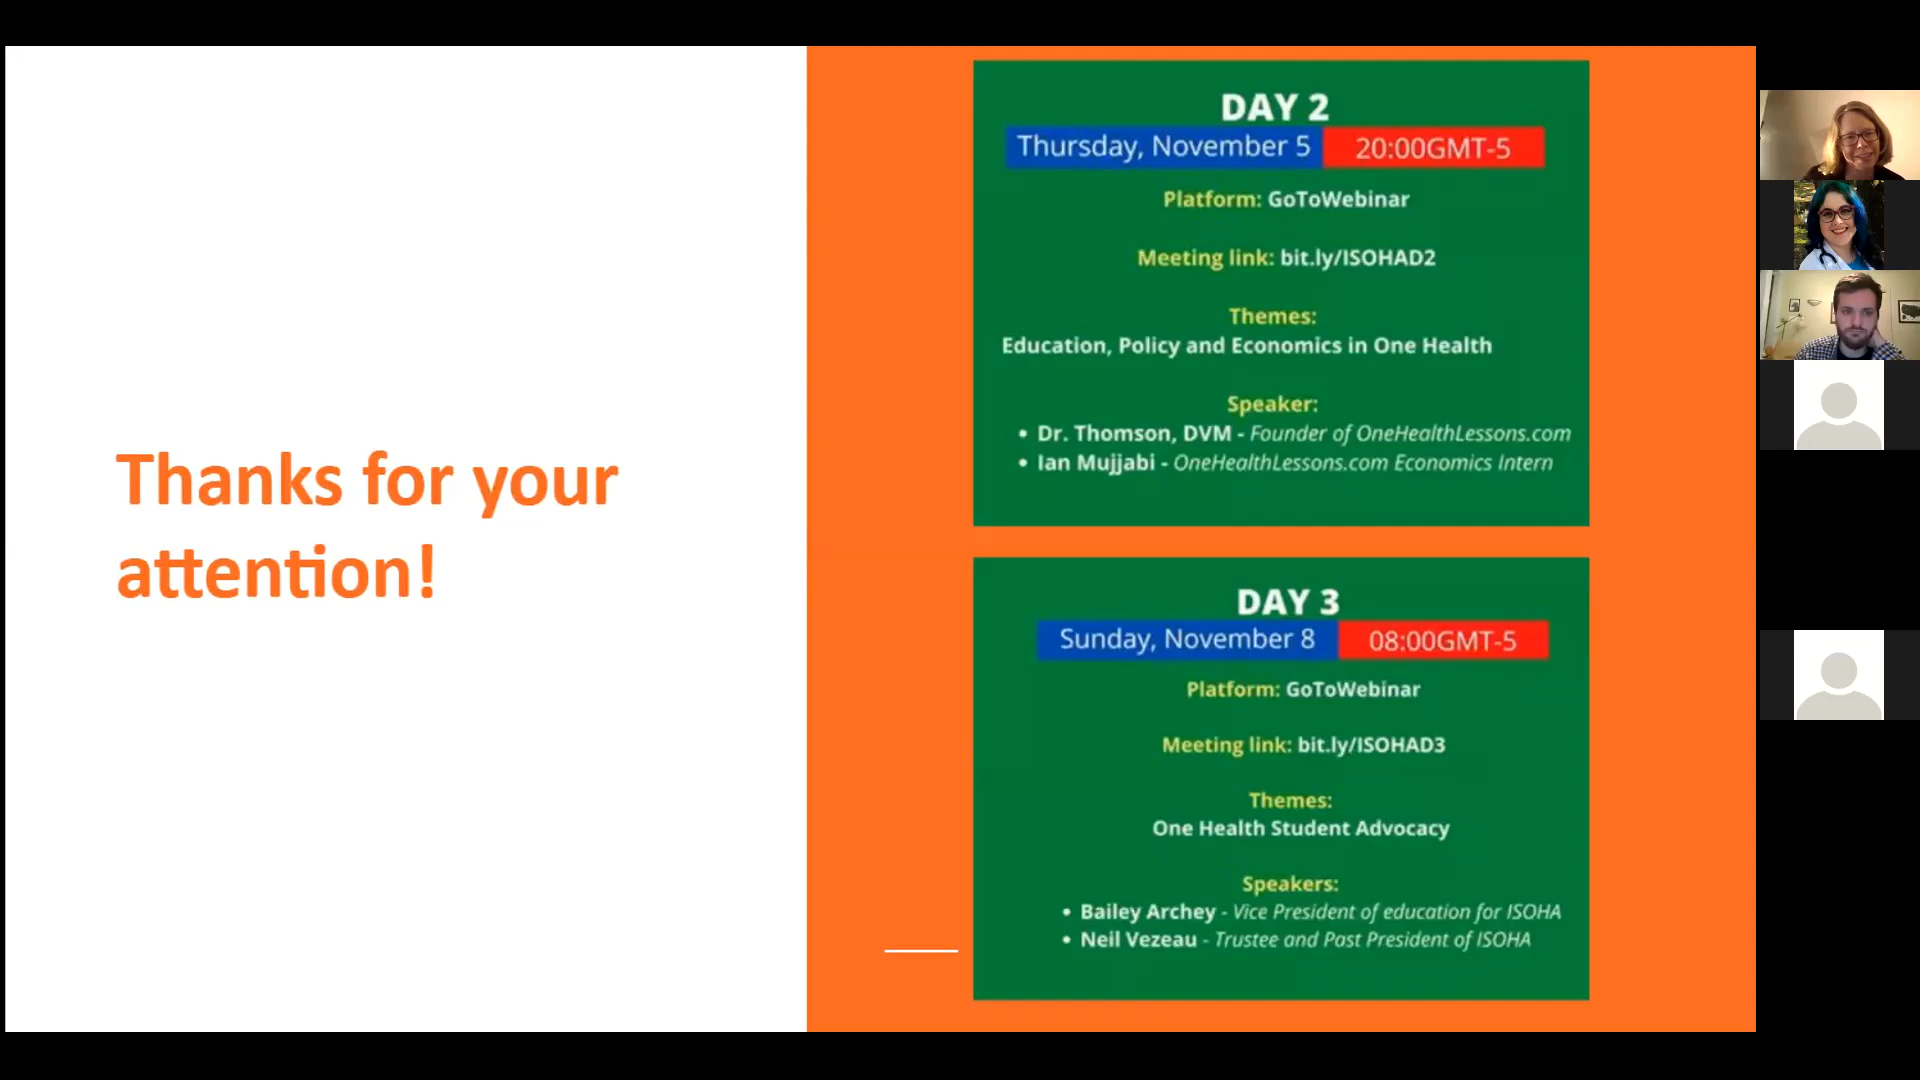 Thanks for your
attention!
DAY 2
Thursday, November 5 20:00GMT-5
Platform: GoToWebinar
Meeting link: bit.ly/ISOHAD2
Themes:
Education, Policy and Economics in One Health
Speaker:
• Dr. Thomson, DVM - Founder of OneHealthLessons.com
• Ian Mujjabi - OneHealthLessons.com Economics Intern
DAY 3
Sunday, November 8 08:00GMT-5
Platform: GoToWebinar
Meeting link: bit.ly/ISOHAD3
Themes:
One Health Student Advocacy
Speakers:
• Bailey Archey - Vice President of education for ISOHA
• Neil Vezeau - Trustee and Past President of ISOHA